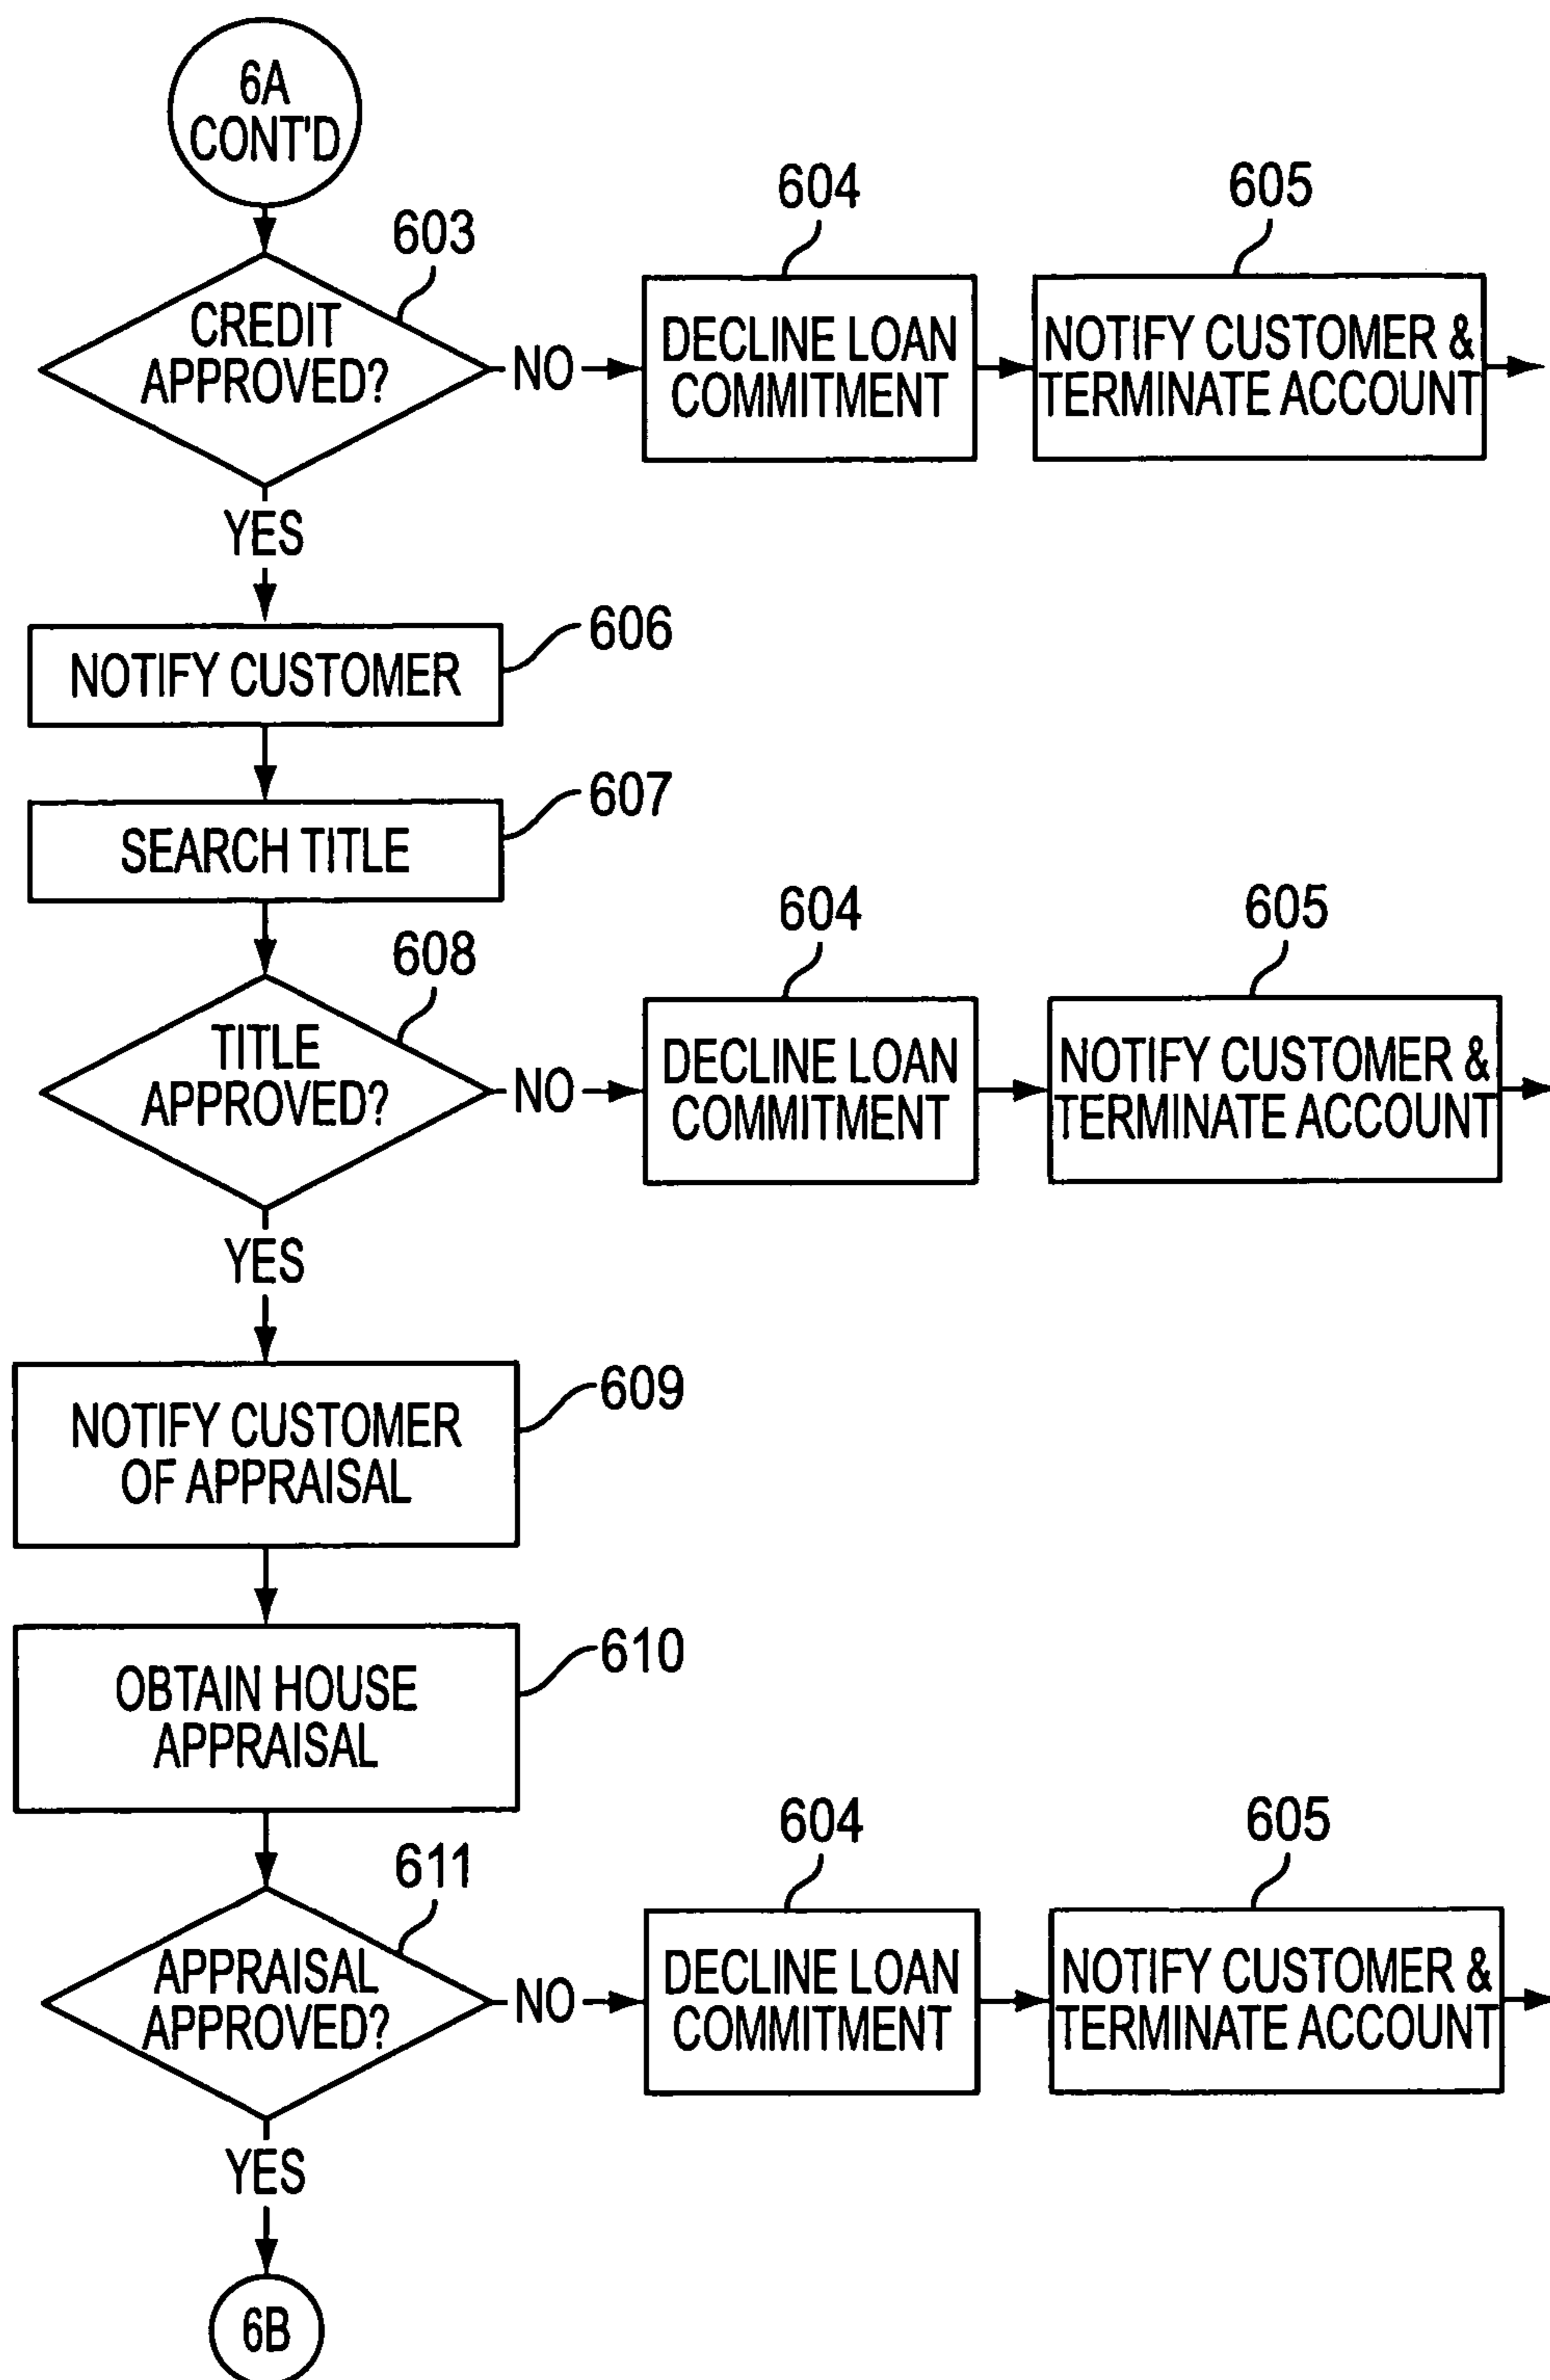 6A
CONT'D
603
CREDIT
APPROVED?
NO
604
DECLINE LOAN
COMMITMENT
605
NOTIFY CUSTOMER &
TERMINATE ACCOUNT
YES
606
NOTIFY CUSTOMER
607
SEARCH TITLE
608
TITLE
APPROVED?
NO
604
DECLINE LOAN
COMMITMENT
605
NOTIFY CUSTOMER &
TERMINATE ACCOUNT
YES
609
NOTIFY CUSTOMER
OF APPRAISAL
610
OBTAIN HOUSE
APPRAISAL
611
APPRAISAL
APPROVED?
NO
604
DECLINE LOAN
COMMITMENT
605
NOTIFY CUSTOMER &
TERMINATE ACCOUNT
YES
6B